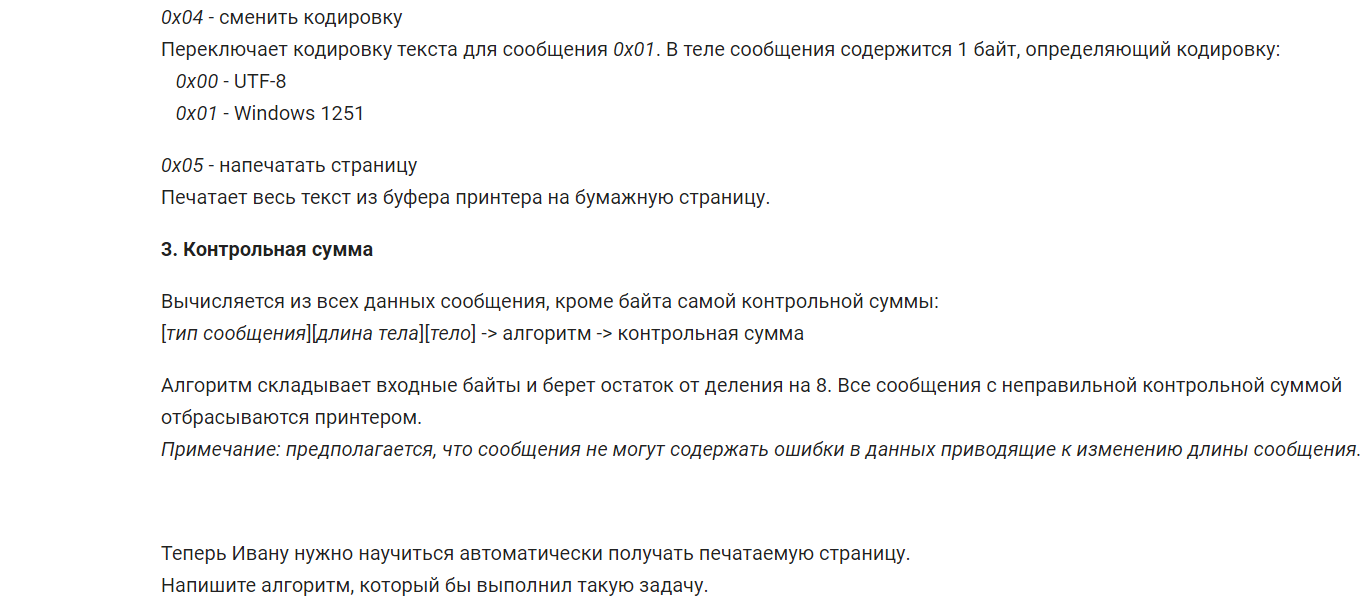 0x04 - сменить кодировку
Переключает кодировку текста для сообщения 0x01. В теле сообщения содержится 1 байт, определяющий кодировку:
0x00 - UTF-8
0x01 - Windows 1251
0x05 - напечатать страницу
Печатает весь текст из буфера принтера на бумажную страницу.
3. Контрольная сумма
Вычисляется из всех данных сообщения, кроме байта самой контрольной суммы:
[тип сообщения][длина тела][тело] -> алгоритм -> контрольная сумма
Алгоритм складывает входные байты и берет остаток от деления на 8. Все сообщения с неправильной контрольной суммой
отбрасываются принтером.
Примечание: предполагается, что сообщения не могут содержать ошибки в данных приводящие к изменению длины сообщения.
Теперь Ивану нужно научиться автоматически получать печатаемую страницу.
Напишите алгоритм, который бы выполнил такую задачу.